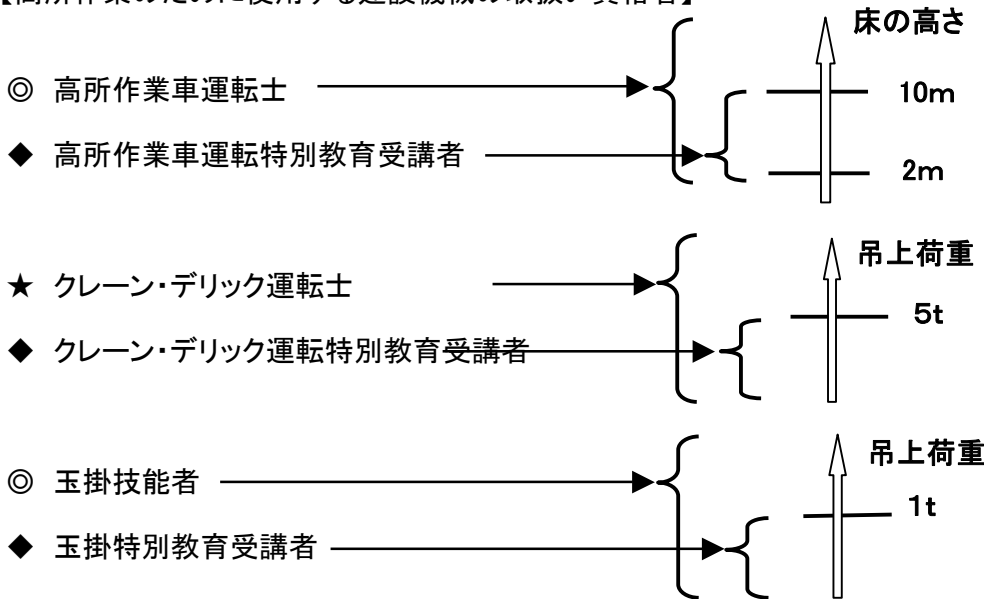 【高所作業のために使用する建設機械の取扱い資格者】
床の高さ
◎ 高所作業車運転士
10m
◆ 高所作業車運転特別教育受講者
2m
吊上荷重
★ クレーン・デリック運転士
5t
◆ クレーン・デリック運転特別教育受講者
吊上荷重
◎ 玉掛技能者
1t
◆ 玉掛特別教育受講者